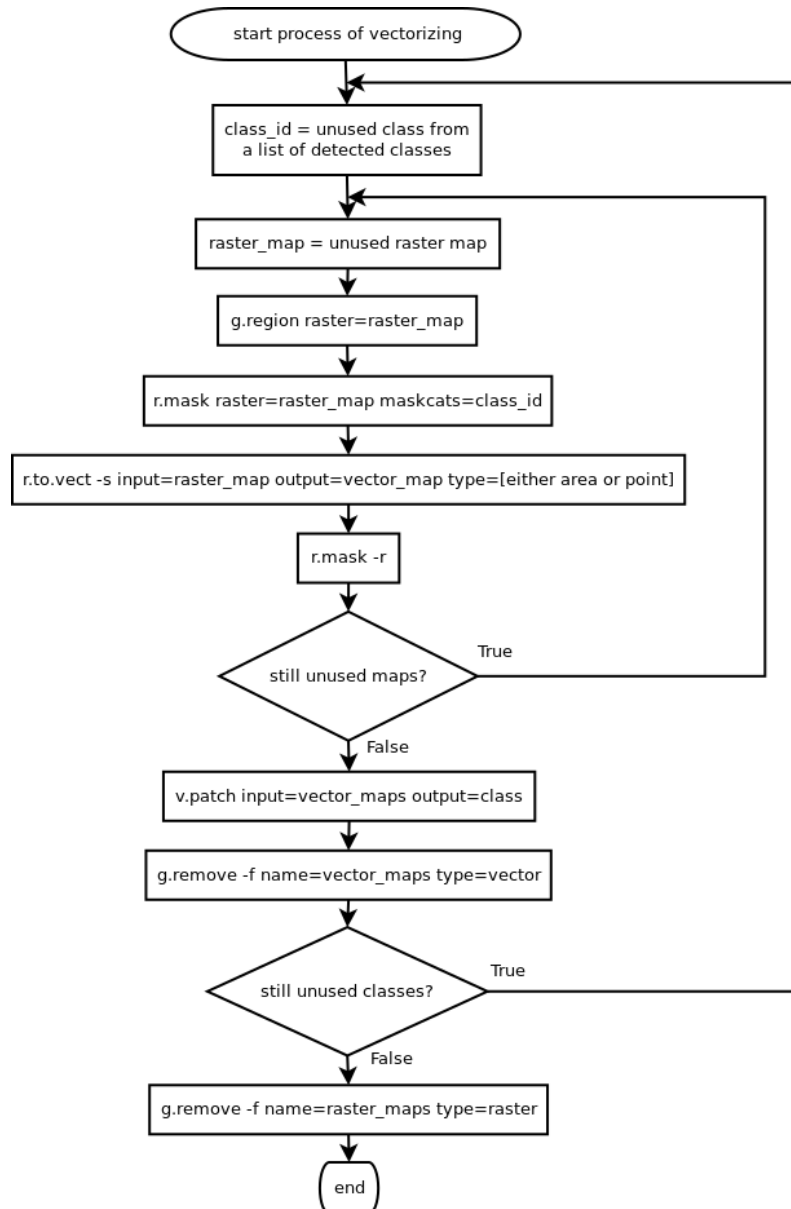 start process of vectorizing
class_id = unused class from
a list of detected classes
raster_map = unused raster map
g.region raster=raster_map
r.mask raster=raster_map maskcats=class_id
r.to.vect -s input=raster_map output=vector_map type=[either area or point]
r.mask -r
still unused maps?
True
False
v.patch input=vector_maps output=class
g.remove -f name=vector_maps type=vector
still unused classes?
True
False
g.remove -f name=raster_maps type=raster
end